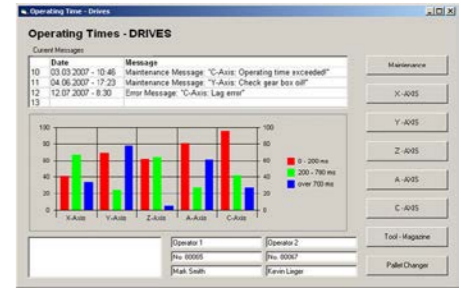 Operating Time - Drives
Operating Times - DRIVES
Current Messages
Date Message
10 03.03.2007 - 10:46 Maintenance Message: "C-Axis: Operating time exceeded!"
11 04.06.2007 - 17:23 Maintenance Message: "Y-Axis: Check gear box oil!"
12 12.07.2007 - 8:30 Error Message: "C-Axis: Lag error"
13
Maintenance
X-AXIS
Y-AXIS
Z-AXIS
A-AXIS
C-AXIS
Tool - Magazine
Pallet Changer
100 100
80 80
60 60
40 40
20 20
0 0
X-Axis Y-Axis Z-Axis A-Axis C-Axis
0 - 200 ms
200 - 700 ms
over 700 ms
Operator 1 Operator 2
No. 80005 No. 80067
Mark Smith Kevin Linger